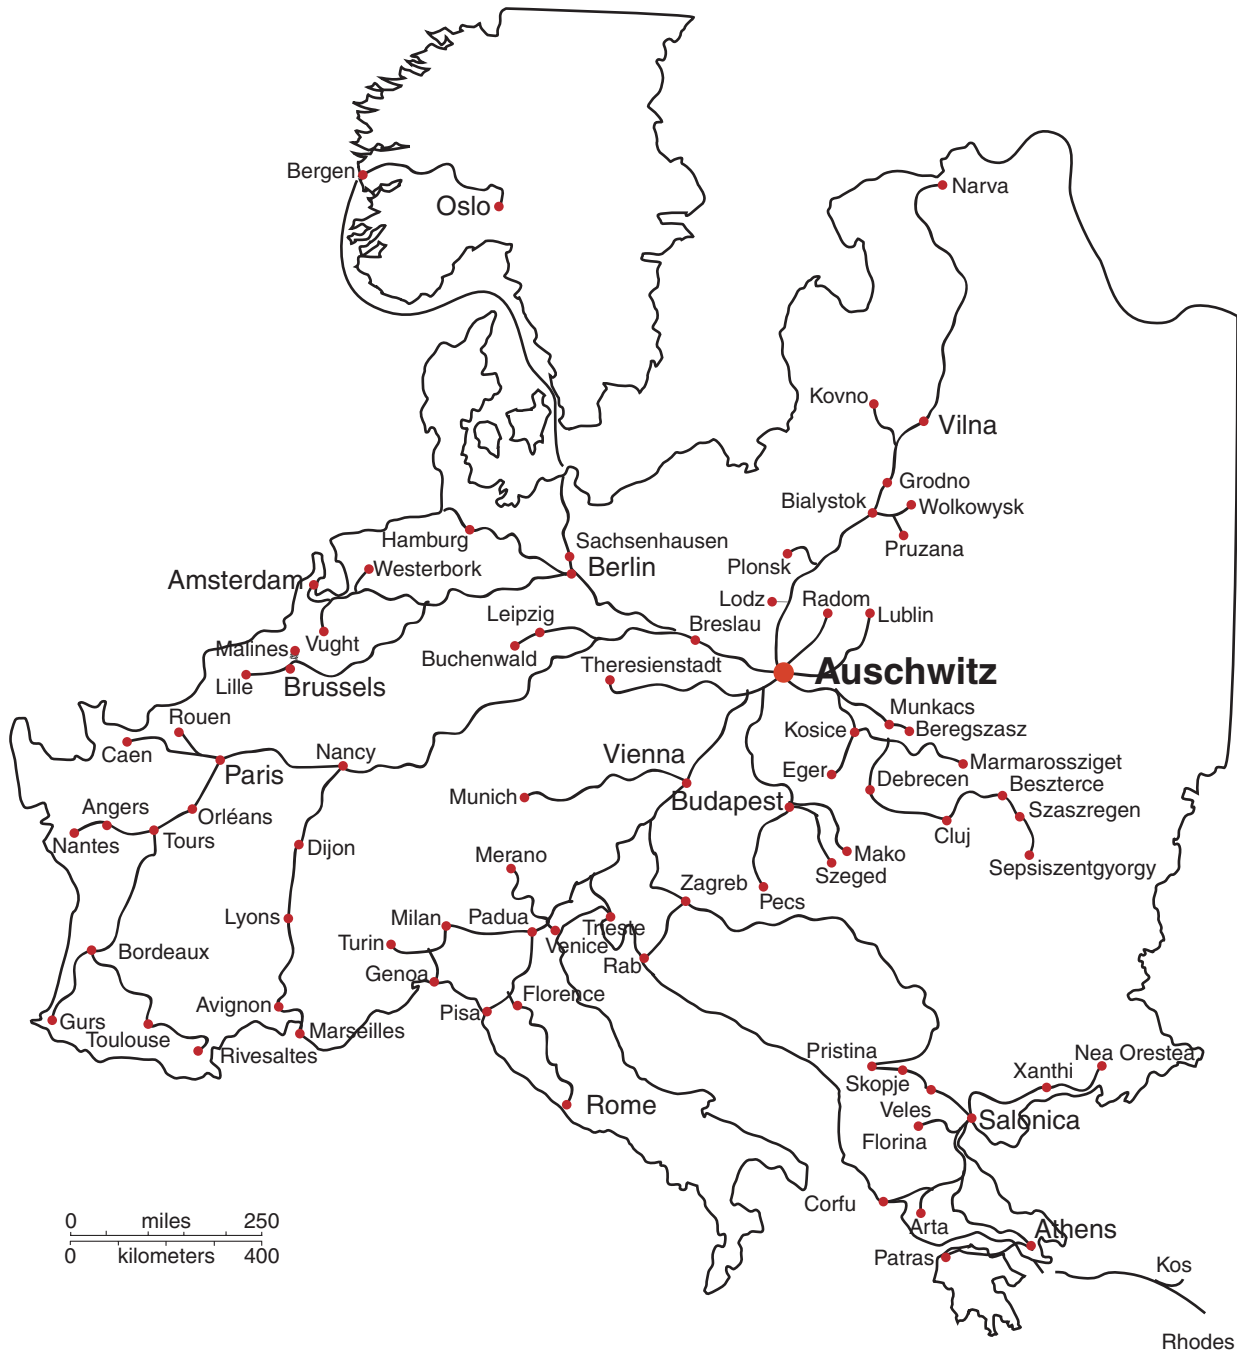 Bergen
Oslo
Narva
Kovno
Vilna
Grodno
Bialystok
Wolkowysk
Pruzana
Hamburg
Sachsenhausen
Plonsk
Amsterdam
Westerbork
Berlin
Lodz
Radom
Lublin
Leipzig
Breslau
Malines
Vught
Buchenwald
Theresienstadt
Auschwitz
Lille
Brussels
Rouen
Munkacs
Caen
Kosice
Beregszasz
Nancy
Vienna
Paris
Eger
Marmarossziget
Munich
Budapest
Debrecen
Beszterce
Angers
Orléans
Szaszregen
Nantes
Tours
Dijon
Cluj
Merano
Mako
Szeged
Sepsiszentgyorgy
Zagreb
Pecs
Lyons
Milan
Padua
Trieste
Turin
Venice
Bordeaux
Rab
Genoa
Avignon
Florence
Pisa
Gurs
Toulouse
Marseilles
Rivesaltes
Pristina
Nea Orestea
Skopje
Xanthi
Rome
Veles
Salonica
Florina
Corfu
0 miles 250
Arta
Athens
0 kilometers 400
Patras
Kos
Rhodes